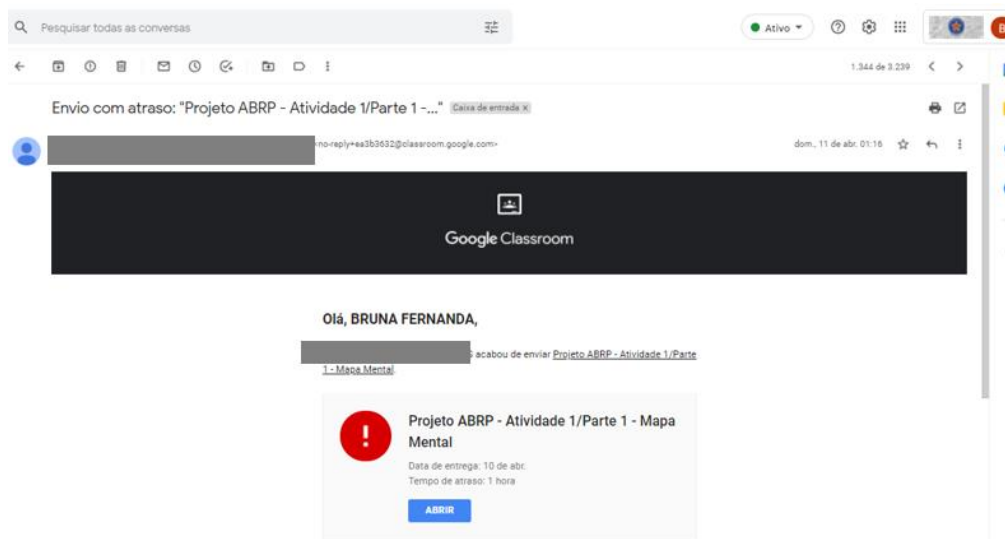 Pesquisar todas as conversas
Ativo
B
1.344 de 3.239
Envio com atraso: "Projeto ABRP - Atividade 1/Parte 1 -..." Caixa de entrada x
no-reply+ea3b3632@classroom.google.com>
dom., 11 de abr. 01:16
Google Classroom
Olá, BRUNA FERNANDA,
acabou de enviar Projeto ABRP - Atividade 1/Parte
1 - Mapa Mental.
Projeto ABRP - Atividade 1/Parte 1 - Mapa
Mental
Data de entrega: 10 de abr.
Tempo de atraso: 1 hora
ABRIR